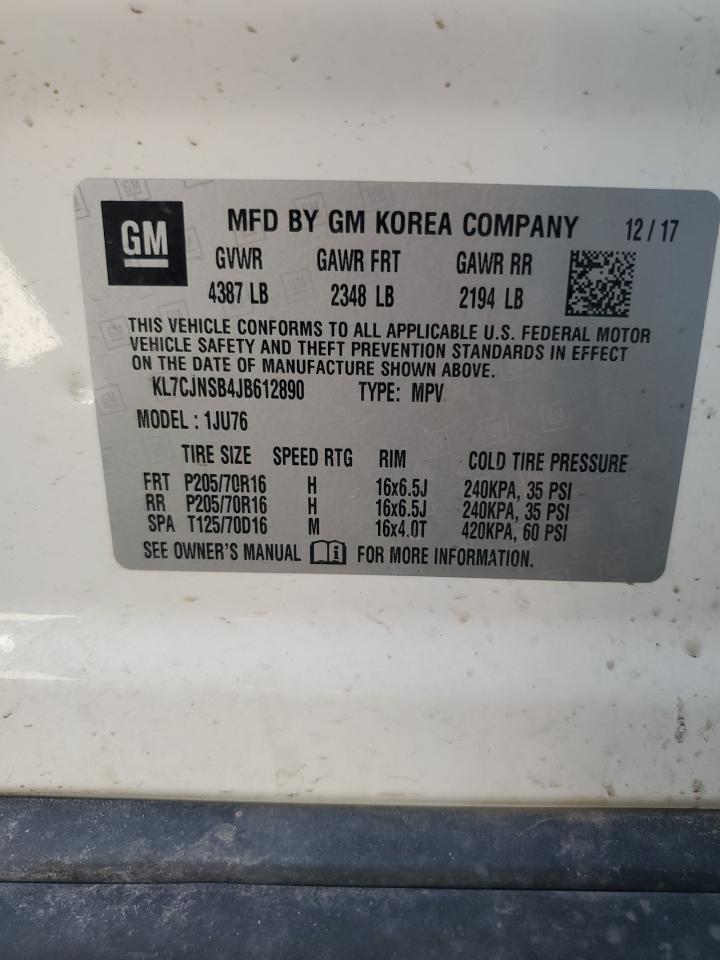 GM MFD BY GM KOREA COMPANY 12/17
GVWR GAWR FRT GAWR RR
4387 LB 2348 LB 2194 LB
THIS VEHICLE CONFORMS TO ALL APPLICABLE U.S. FEDERAL MOTOR
VEHICLE SAFETY AND THEFT PREVENTION STANDARDS IN EFFECT
ON THE DATE OF MANUFACTURE SHOWN ABOVE.
KL7CJNSB4JB612890 TYPE: MPV
MODEL: 1JU76
TIRE SIZE SPEED RTG RIM COLD TIRE PRESSURE
FRT P205/70R16 H 16x6.5J 240KPA, 35 PSI
RR P205/70R16 H 16x6.5J 240KPA, 35 PSI
SPA T125/70D16 M 16x4.0T 420KPA, 60 PSI
SEE OWNER'S MANUAL i FOR MORE INFORMATION.